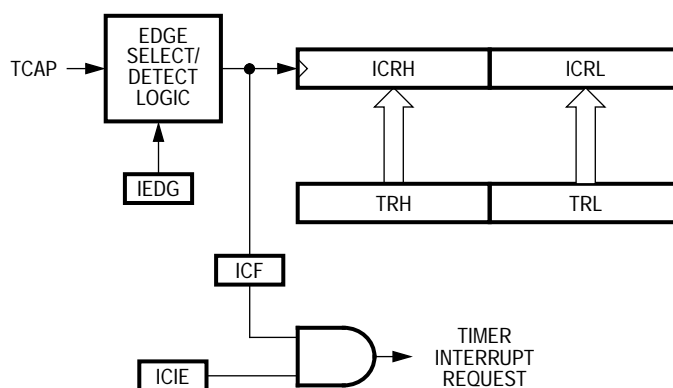 EDGE
SELECT/
DETECT
LOGIC
TCAP
ICRH
ICRL
IEDG
TRH
TRL
ICF
ICIE
TIMER
INTERRUPT
REQUEST